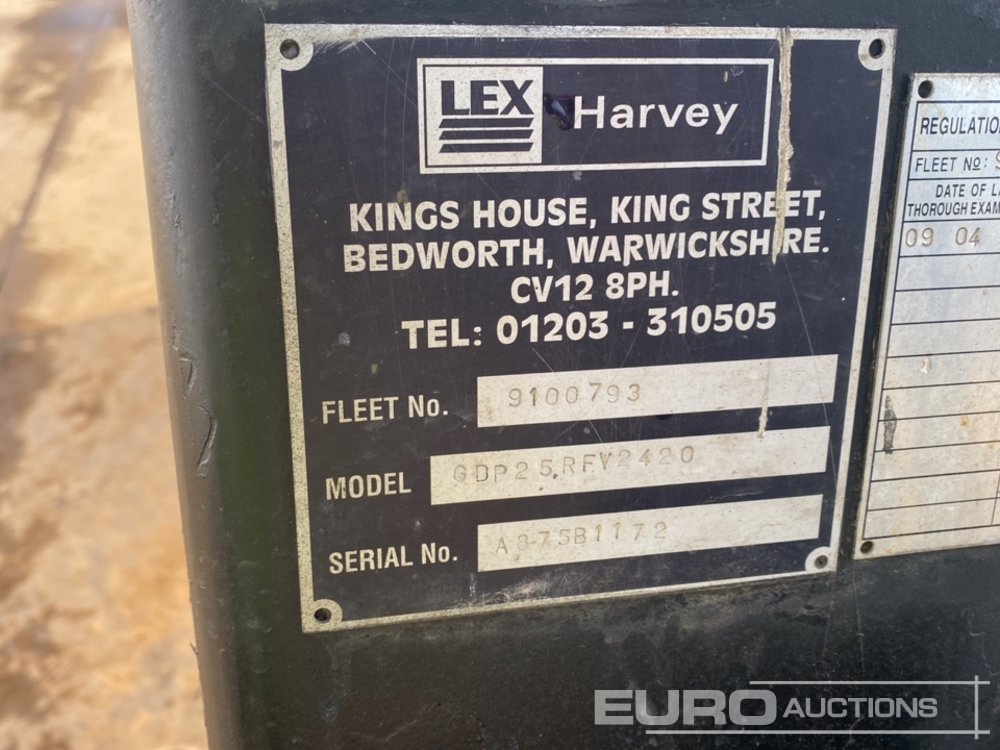 LEX Harvey
KINGS HOUSE, KING STREET,
BEDWORTH, WARWICKSHIRE.
CV12 8PH.
TEL: 01203 - 310505
FLEET No. 9100793
MODEL GDP25RFV2420
SERIAL No. A875B1172
REGULATION
FLEET No:
DATE OF
THOROUGH EXAM
09 04
EURO AUCTIONS